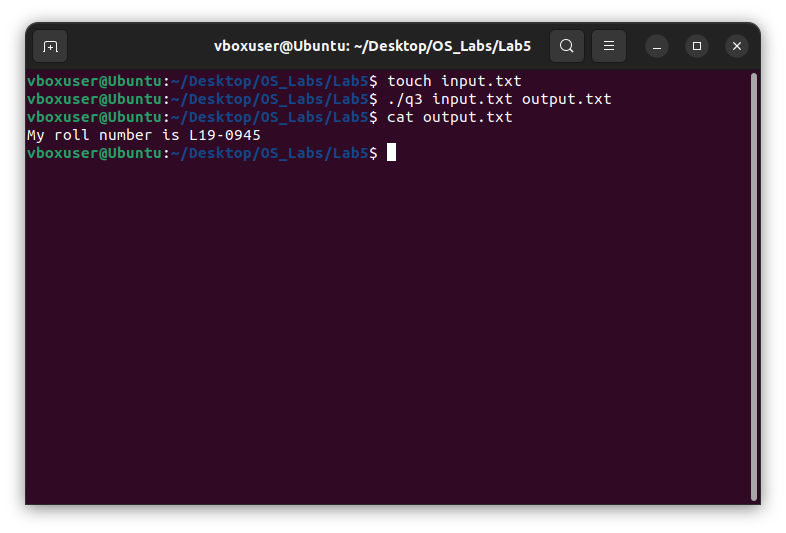 vboxuser@Ubuntu: ~/Desktop/OS_Labs/Lab5
vboxuser@Ubuntu:~/Desktop/OS_Labs/Lab5$ touch input.txt
vboxuser@Ubuntu:~/Desktop/OS_Labs/Lab5$ ./q3 input.txt output.txt
vboxuser@Ubuntu:~/Desktop/OS_Labs/Lab5$ cat output.txt
My roll number is L19-0945
vboxuser@Ubuntu:~/Desktop/OS_Labs/Lab5$